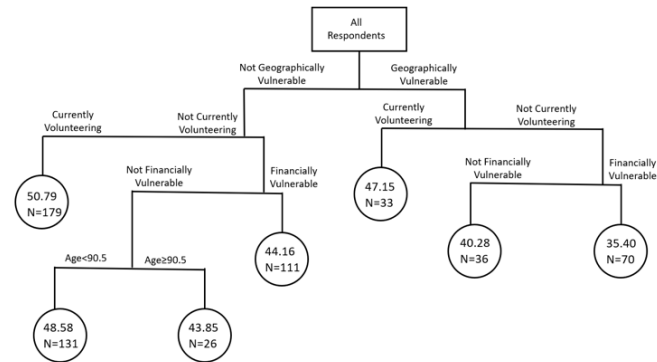 All
Respondents
Not Geographically
Vulnerable
Geographically
Vulnerable
Currently
Volunteering
Not Currently
Volunteering
Currently
Volunteering
Not Currently
Volunteering
Not Financially
Vulnerable
Financially
Vulnerable
Not Financially
Vulnerable
Financially
Vulnerable
50.79
N=179
47.15
N=33
44.16
N=111
40.28
N=36
35.40
N=70
Age<90.5
Age≥90.5
48.58
N=131
43.85
N=26